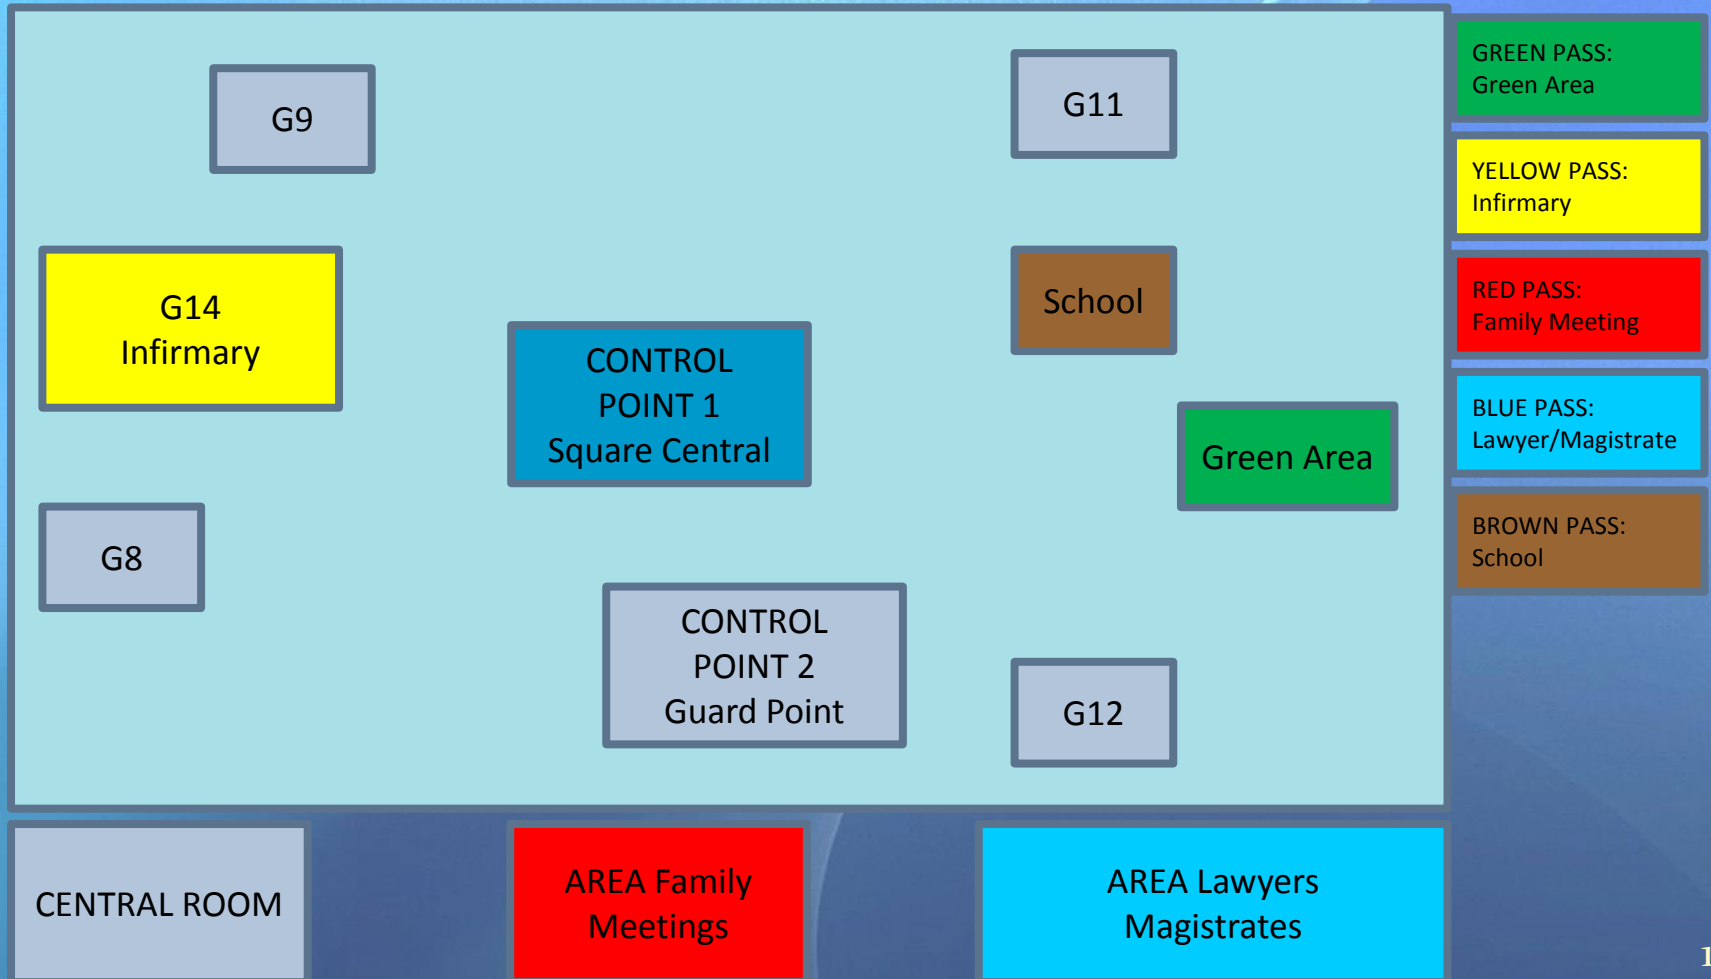 G9
G11
G14
Infirmary
School
CONTROL
POINT 1
Square Central
Green Area
G8
CONTROL
POINT 2
Guard Point
G12
CENTRAL ROOM
AREA Family
Meetings
AREA Lawyers
Magistrates
GREEN PASS:
Green Area
YELLOW PASS:
Infirmary
RED PASS:
Family Meeting
BLUE PASS:
Lawyer/Magistrate
BROWN PASS:
School